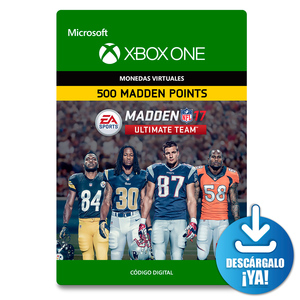 Microsoft
XBOX ONE
MONEDAS VIRTUALES
500 MADDEN POINTS
EA SPORTS
MADDEN NFL 17
ULTIMATE TEAM
84
30
87
58
CÓDIGO DIGITAL
DESCÁRGALO
¡YA!